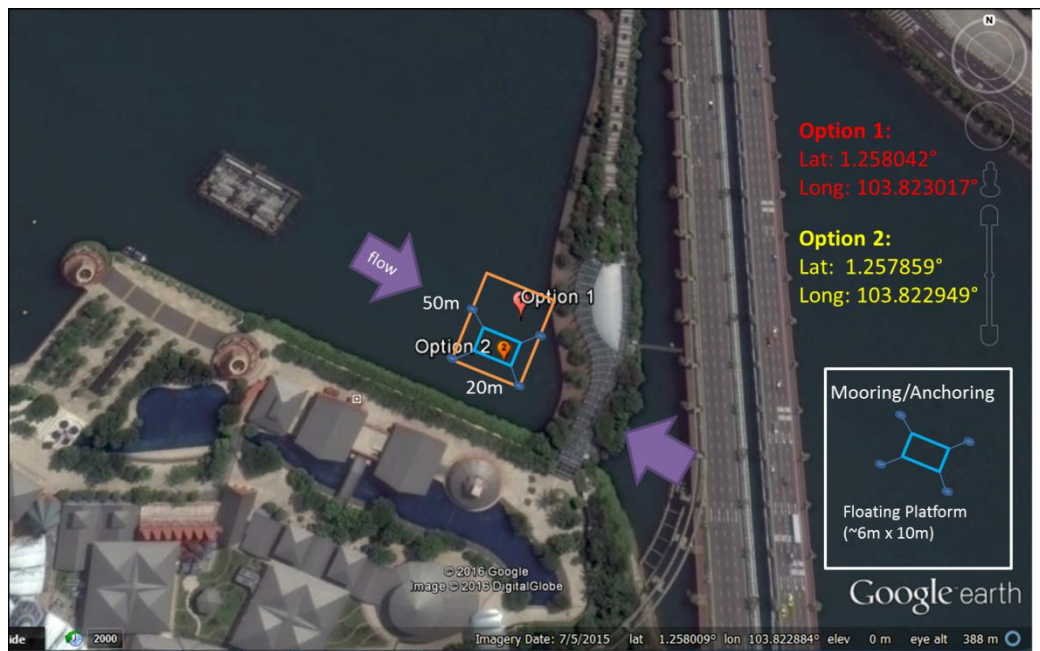 N
Option 1:
Lat: 1.258042°
Long: 103.823017°
Option 2:
Lat:  1.257859°
Long: 103.822949°
flow
50m
Option 1
Option 2
2
20m
Mooring/Anchoring
Floating Platform
(~6m x 10m)
© 2016 Google
Image © 2016 DigitalGlobe
Google earth
ide
2000
Imagery Date: 7/5/2015  lat  1.258009°  lon  103.822884°  elev  0 m  eye alt  388 m